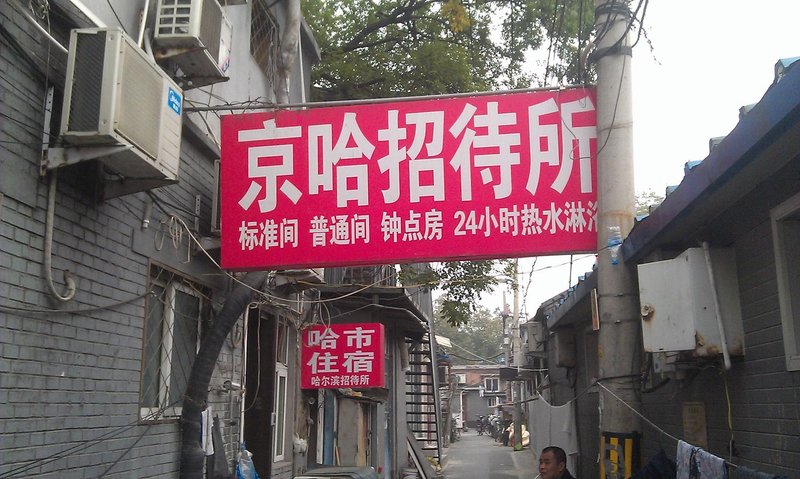 京哈招待所
标准间 普通间 钟点房 24小时热水淋浴
哈市
住宿
哈尔滨招待所
Midea